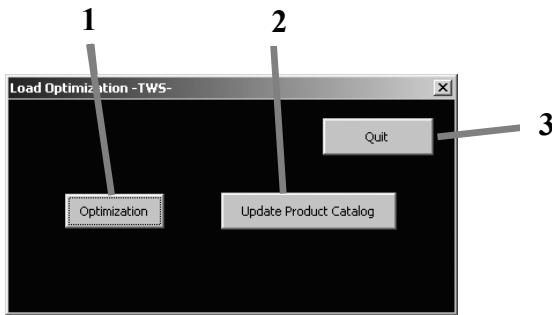 1
2
Load Optimization -TWS-
3
Quit
Optimization
Update Product Catalog